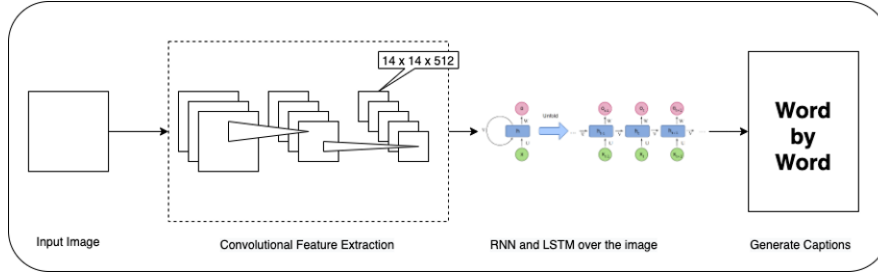 14 x 14 x 512
Unfold
Word
by
Word
Input Image
Convolutional Feature Extraction
RNN and LSTM over the image
Generate Captions